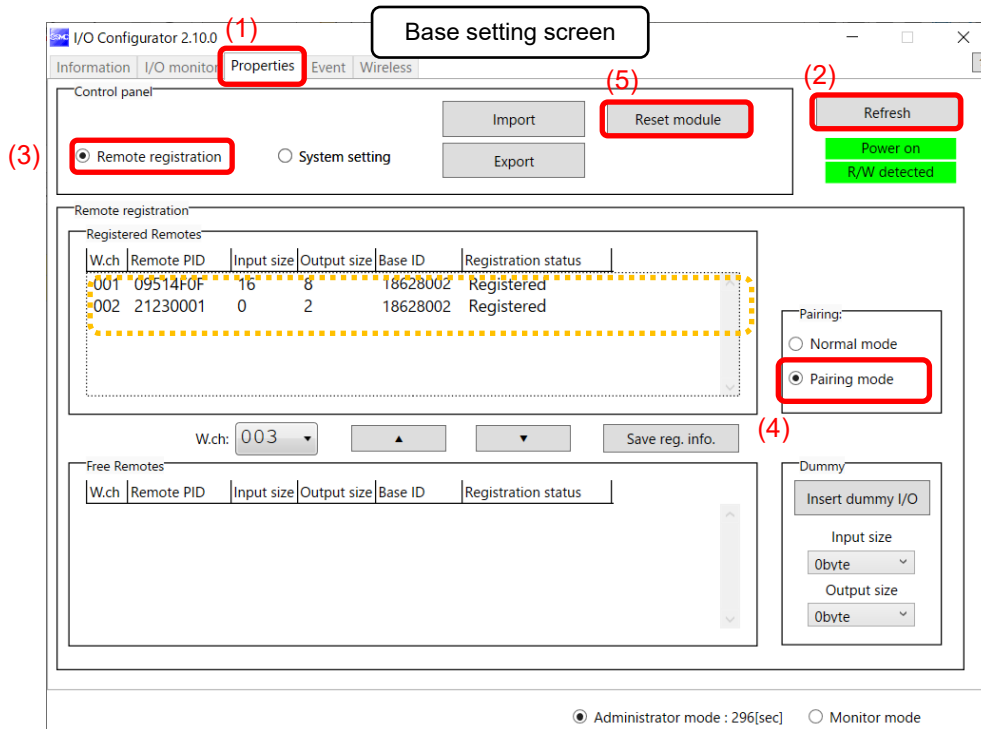 (1)
Base setting screen
SMC I/O Configurator 2.10.0
Information I/O monitor Properties Event Wireless
(5) (2)
Control panel
Import Reset module Refresh
(3) Remote registration System setting Export
Power on
R/W detected
Remote registration
Registered Remotes
W.ch Remote PID Input size Output size Base ID Registration status
001 09514F0F 16 8 18628002 Registered
002 21230001 0 2 18628002 Registered
Pairing:
Normal mode
Pairing mode
(4)
W.ch: 003 ▲ ▼ Save reg. info.
Free Remotes
W.ch Remote PID Input size Output size Base ID Registration status
Dummy
Insert dummy I/O
Input size
0byte
Output size
0byte
Administrator mode : 296[sec] Monitor mode